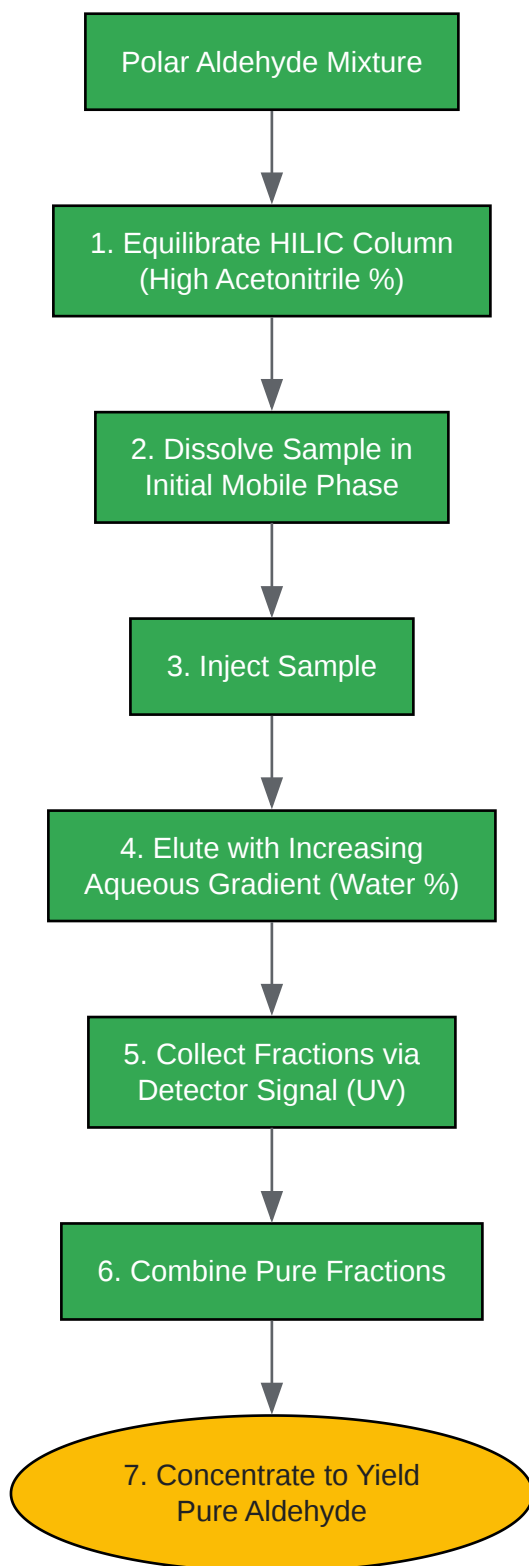 Polar Aldehyde Mixture
1. Equilibrate HILIC Column
(High Acetonitrile %)
2. Dissolve Sample in
Initial Mobile Phase
3. Inject Sample
4. Elute with Increasing
Aqueous Gradient (Water %)
5. Collect Fractions via
Detector Signal (UV)
6. Combine Pure Fractions
7. Concentrate to Yield
Pure Aldehyde